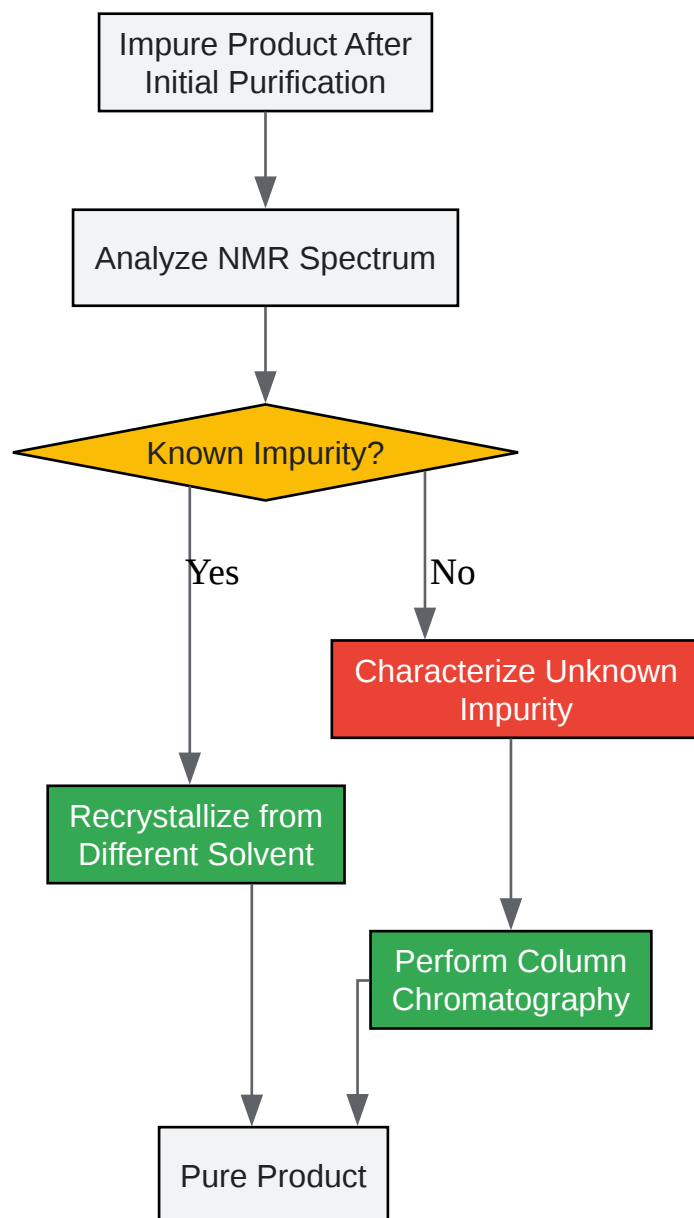 Impure Product After
Initial Purification
Analyze NMR Spectrum
Known Impurity?
Yes
No
Characterize Unknown
Impurity
Recrystallize from
Different Solvent
Perform Column
Chromatography
Pure Product